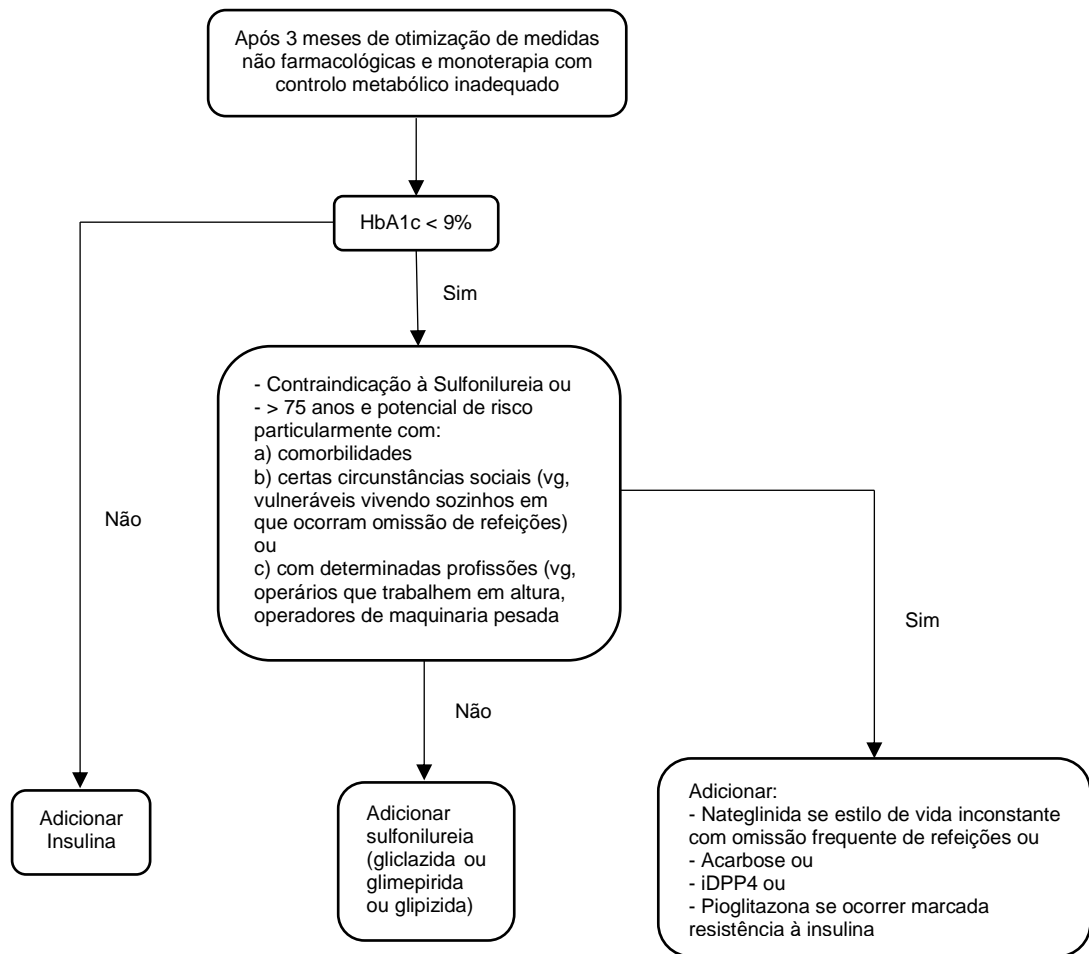 Após 3 meses de otimização de medidas
não farmacológicas e monoterapia com
controlo metabólico inadequado
HbA1c < 9%
Sim
- Contraindicação à Sulfonilureia ou
- > 75 anos e potencial de risco
particularmente com:
a) comorbilidades
b) certas circunstâncias sociais (vg,
vulneráveis vivendo sozinhos em
que ocorram omissão de refeições)
ou
c) com determinadas profissões (vg,
operários que trabalhem em altura,
operadores de maquinaria pesada
Não
Sim
Não
Adicionar
Insulina
Adicionar
sulfonilureia
(gliclazida ou
glimepirida
ou glipizida)
Adicionar:
- Nateglinida se estilo de vida inconstante
com omissão frequente de refeições ou
- Acarbose ou
- iDPP4 ou
- Pioglitazona se ocorrer marcada
resistência à insulina